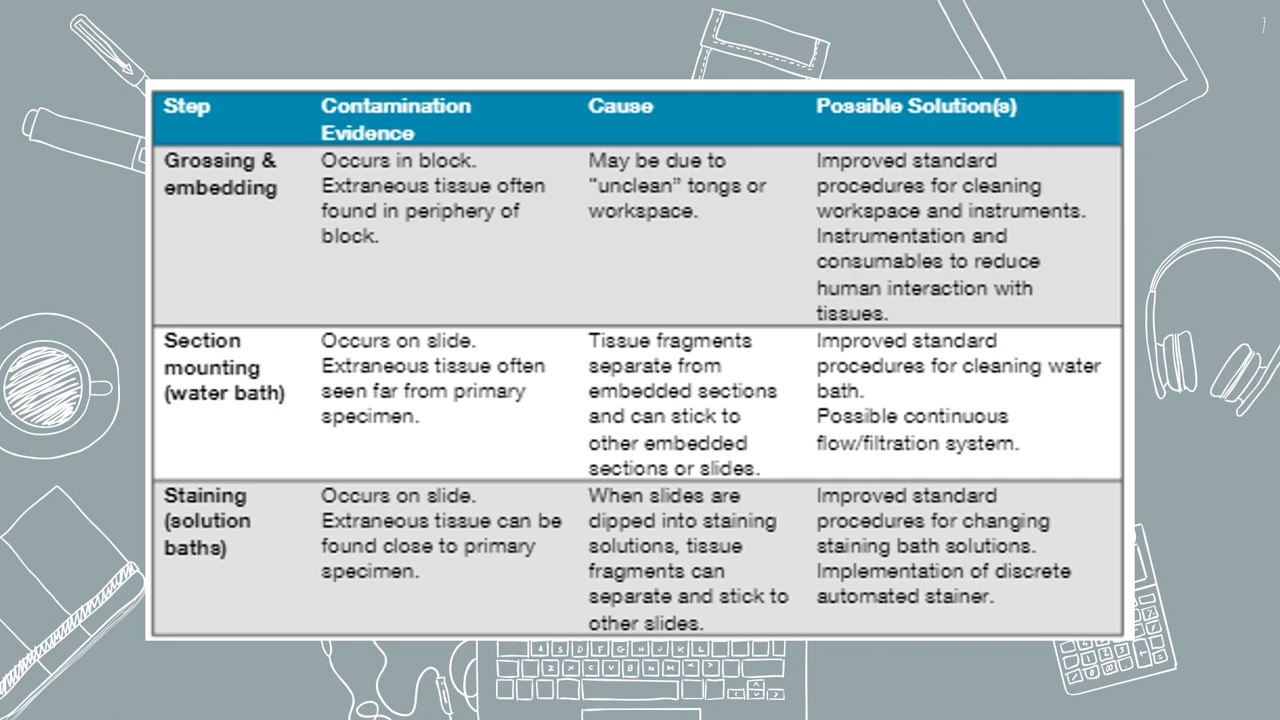 Step
Contamination
Evidence
Cause
Possible Solution(s)
Grossing &
embedding
Occurs in block.
Extraneous tissue often
found in periphery of
block.
May be due to
“unclean” tongs or
workspace.
Improved standard
procedures for cleaning
workspace and instruments.
Instrumentation and
consumables to reduce
human interaction with
tissues.
Section
mounting
(water bath)
Occurs on slide.
Extraneous tissue often
seen far from primary
specimen.
Tissue fragments
separate from
embedded sections
and can stick to
other embedded
sections or slides.
Improved standard
procedures for cleaning water
bath.
Possible continuous
flow/filtration system.
Staining
(solution
baths)
Occurs on slide.
Extraneous tissue can be
found close to primary
specimen.
When slides are
dipped into staining
solutions, tissue
fragments can
separate and stick to
other slides.
Improved standard
procedures for changing
staining bath solutions.
Implementation of discrete
automated stainer.
A S D F G H J K L
Z X C V B N M